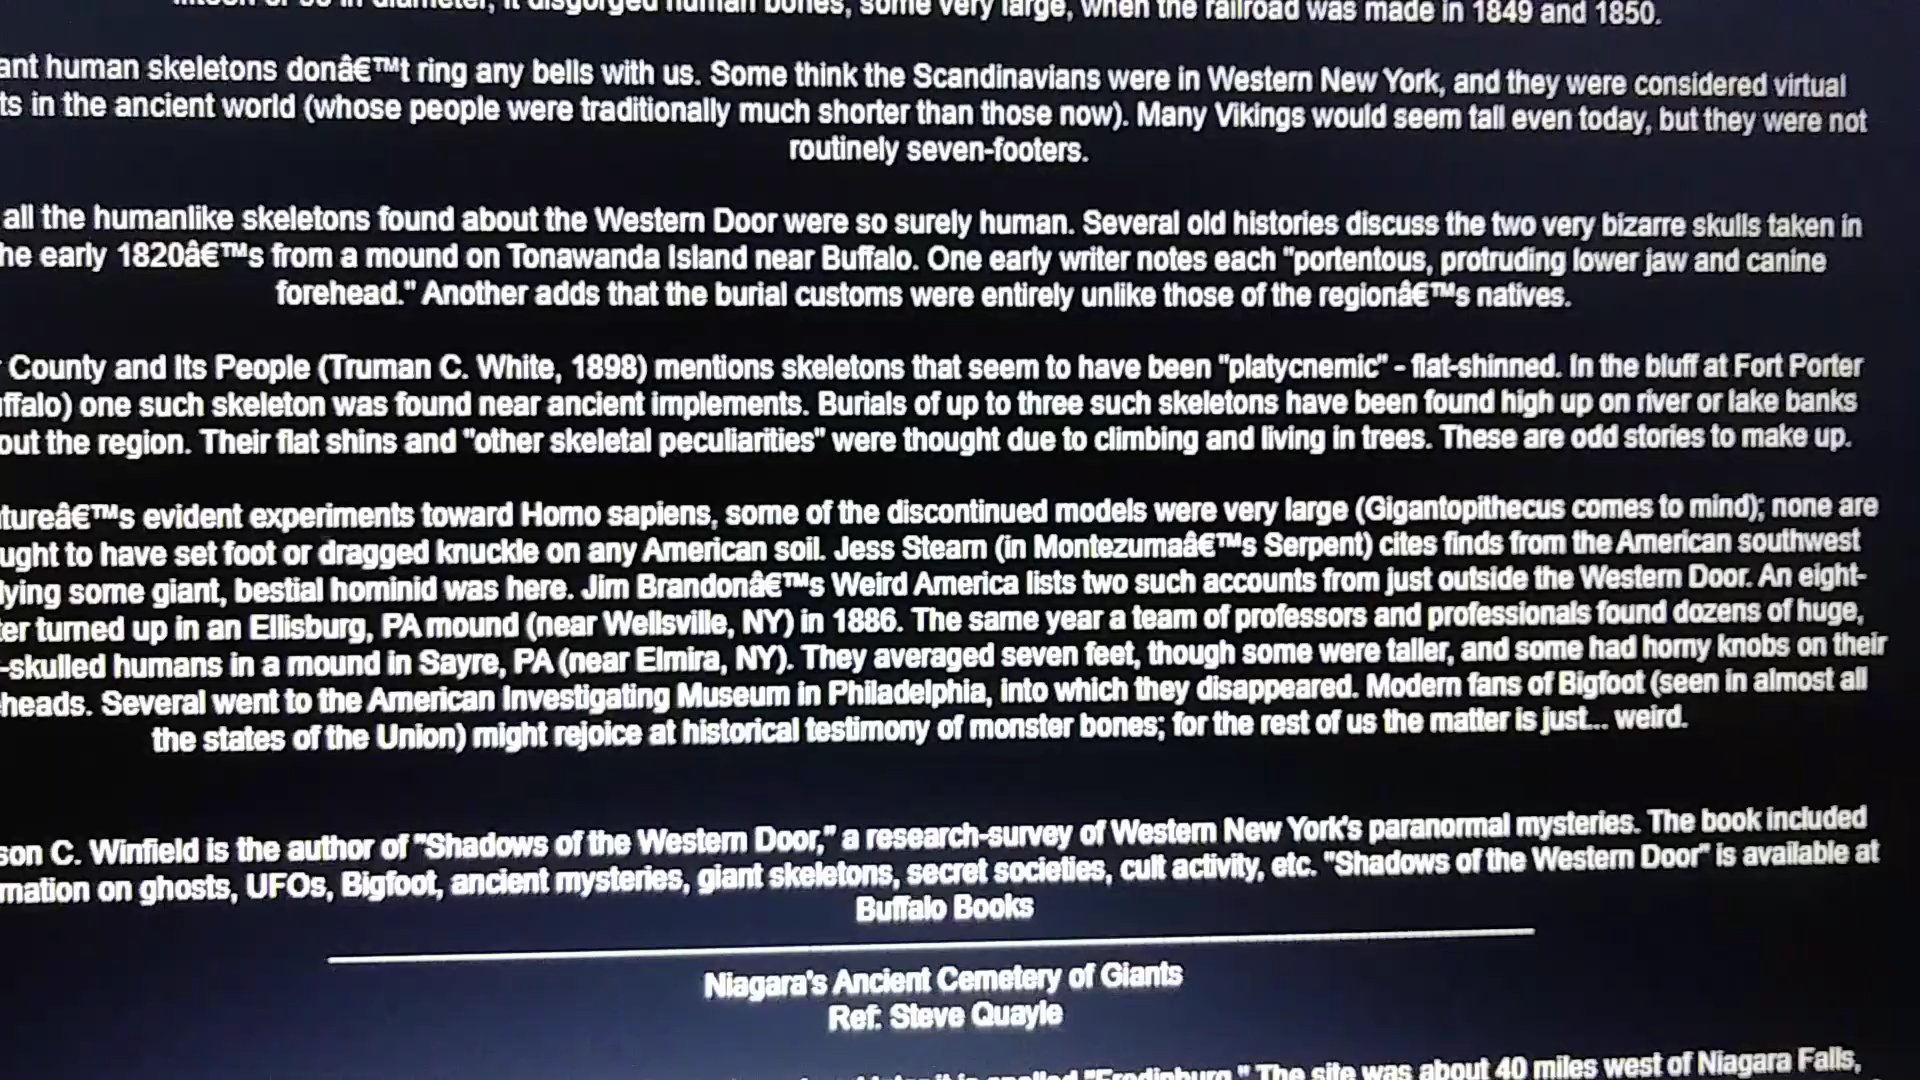 disgorged human bones, some very large, when the railroad was made in 1849 and 1850.
ant human skeletons donâ€™t ring any bells with us. Some think the Scandinavians were in Western New York, and they were considered virtual
ts in the ancient world (whose people were traditionally much shorter than those now). Many Vikings would seem tall even today, but they were not
routinely seven-footers.
all the humanlike skeletons found about the Western Door were so surely human. Several old histories discuss the two very bizarre skulls taken in
he early 1820â€™s from a mound on Tonawanda Island near Buffalo. One early writer notes each "portentous, protruding lower jaw and canine
forehead." Another adds that the burial customs were entirely unlike those of the regionâ€™s natives.
County and Its People (Truman C. White, 1898) mentions skeletons that seem to have been "platycnemic" - flat-shinned. In the bluff at Fort Porter
ffalo) one such skeleton was found near ancient implements. Burials of up to three such skeletons have been found high up on river or lake banks
out the region. Their flat shins and "other skeletal peculiarities" were thought due to climbing and living in trees. These are odd stories to make up.
tureâ€™s evident experiments toward Homo sapiens, some of the discontinued models were very large (Gigantopithecus comes to mind); none are
ught to have set foot or dragged knuckle on any American soil. Jess Stearn (in Montezumaâ€™s Serpent) cites finds from the American southwest
lying some giant, bestial hominid was here. Jim Brandonâ€™s Weird America lists two such accounts from just outside the Western Door. An eight-
er turned up in an Ellisburg, PA mound (near Wellsville, NY) in 1886. The same year a team of professors and professionals found dozens of huge,
-skulled humans in a mound in Sayre, PA (near Elmira, NY). They averaged seven feet, though some were taller, and some had horny knobs on their
heads. Several went to the American Investigating Museum in Philadelphia, into which they disappeared. Modern fans of Bigfoot (seen in almost all
the states of the Union) might rejoice at historical testimony of monster bones; for the rest of us the matter is just... weird.
son C. Winfield is the author of "Shadows of the Western Door," a research-survey of Western New York's paranormal mysteries. The book included
mation on ghosts, UFOs, Bigfoot, ancient mysteries, giant skeletons, secret societies, cult activity, etc. "Shadows of the Western Door" is available at
Buffalo Books
Niagara's Ancient Cemetery of Giants
Ref: Steve Quayle
"Fredinburg." The site was about 40 miles west of Niagara Falls,